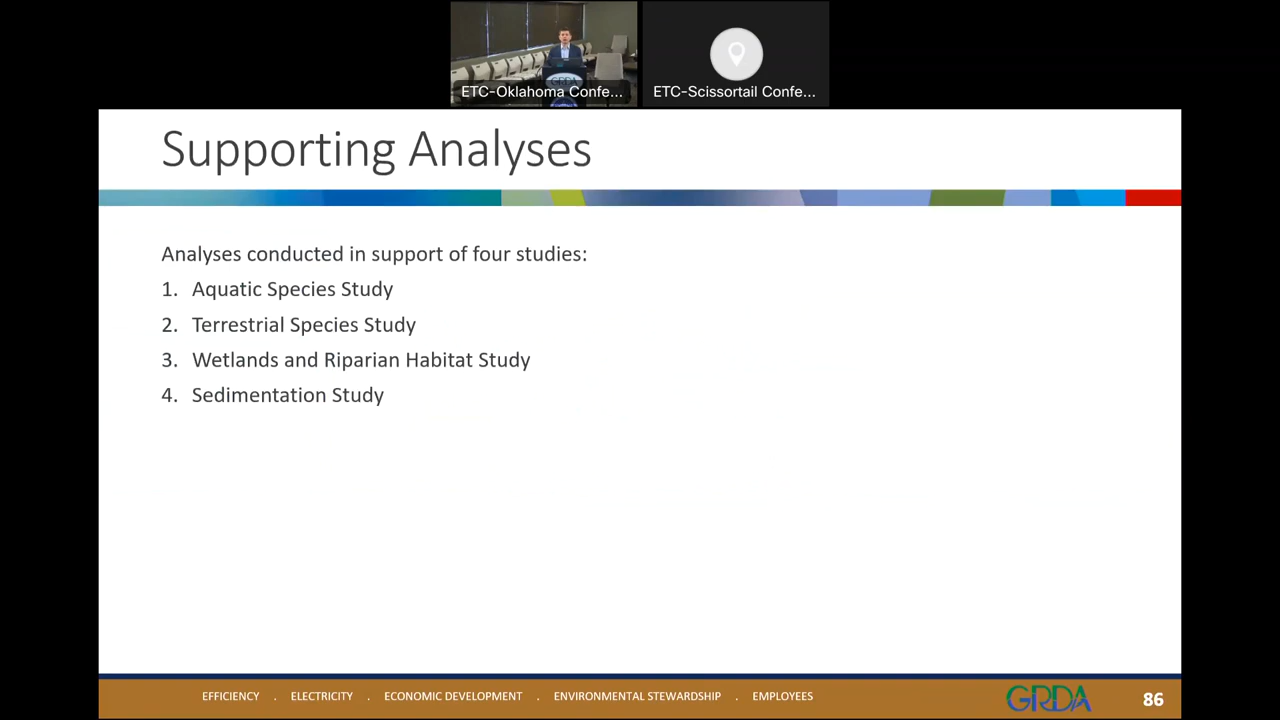 ETC-Oklahoma Confe...
ETC-Scissortail Confe...
Supporting Analyses
Analyses conducted in support of four studies:
1. Aquatic Species Study
2. Terrestrial Species Study
3. Wetlands and Riparian Habitat Study
4. Sedimentation Study
EFFICIENCY . ELECTRICITY . ECONOMIC DEVELOPMENT . ENVIRONMENTAL STEWARDSHIP . EMPLOYEES
GRDA
86